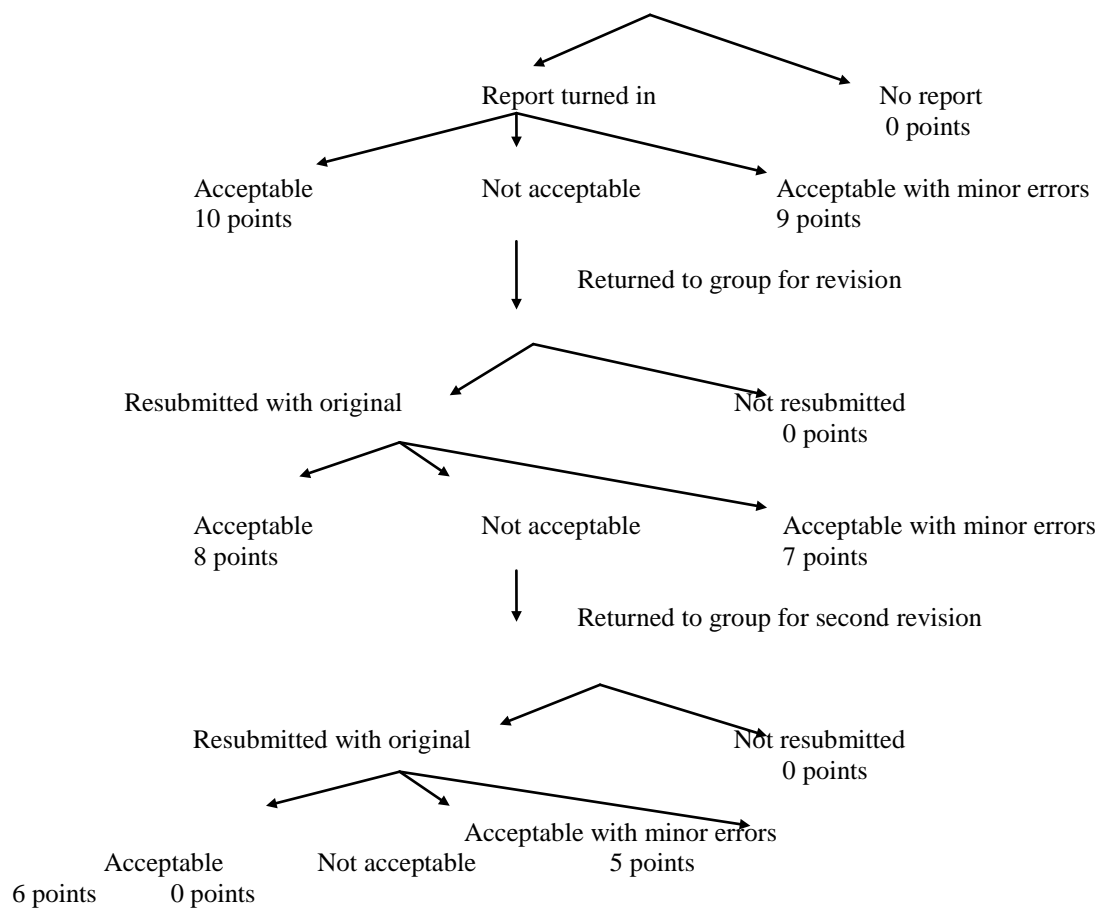 Report turned in
No report
0 points
Acceptable
10 points
Not acceptable
Acceptable with minor errors
9 points
Returned to group for revision
Resubmitted with original
Not resubmitted
0 points
Acceptable
8 points
Not acceptable
Acceptable with minor errors
7 points
Returned to group for second revision
Resubmitted with original
Not resubmitted
0 points
Acceptable with minor errors
Acceptable
Not acceptable
5 points
6 points
0 points